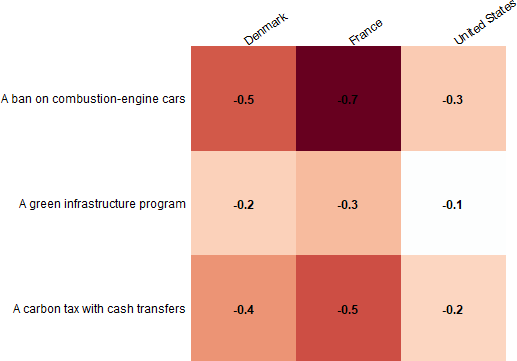 Denmark France United States
A ban on combustion-engine cars -0.5 -0.7 -0.3
A green infrastructure program -0.2 -0.3 -0.1
A carbon tax with cash transfers -0.4 -0.5 -0.2